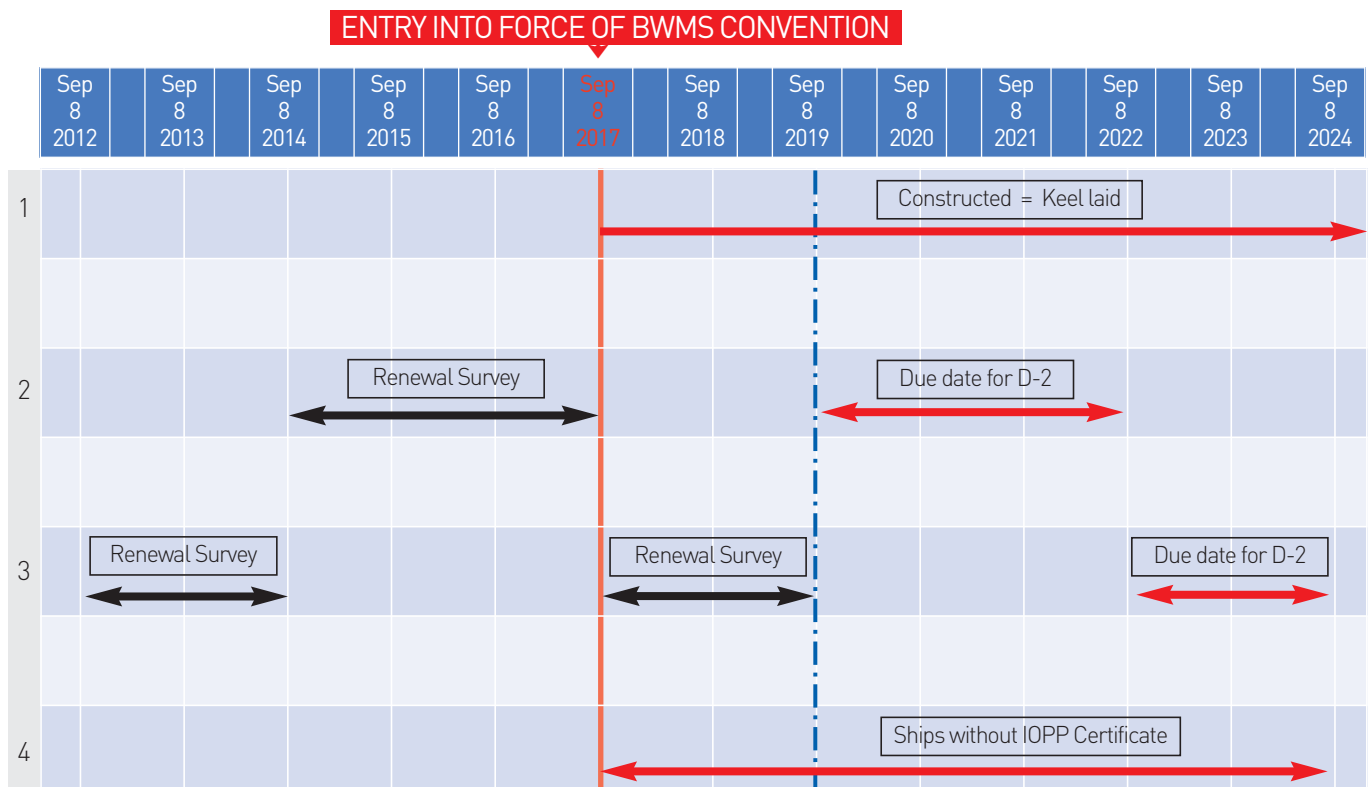 ENTRY INTO FORCE OF BWMS CONVENTION
Sep 8 2012
Sep 8 2013
Sep 8 2014
Sep 8 2015
Sep 8 2016
Sep 8 2017
Sep 8 2018
Sep 8 2019
Sep 8 2020
Sep 8 2021
Sep 8 2022
Sep 8 2023
Sep 8 2024
1
Constructed = Keel laid
2
Renewal Survey
Due date for D-2
3
Renewal Survey
Renewal Survey
Due date for D-2
4
Ships without IOPP Certificate